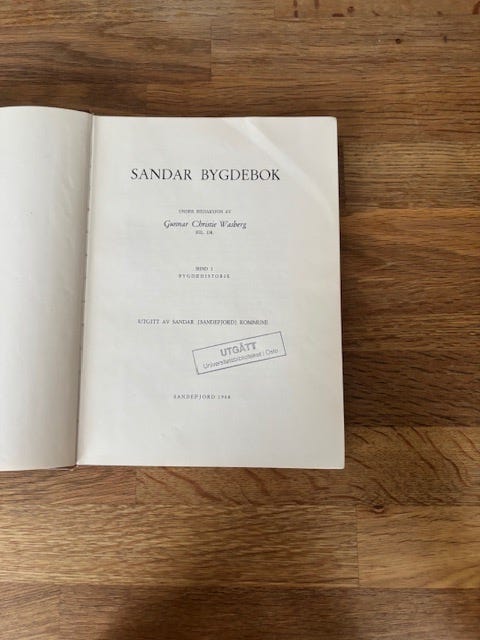 SANDAR BYGDEBOK
UNDER REDAKSJON AV
Gunnar Christie Wasberg
FIL. DR.
BIND I
BYGDEHISTORIE
UTGITT AV SANDAR (SANDEFJORD) KOMMUNE
UTGÅTT
Universitetsbiblioteket i Oslo
SANDEFJORD 1968